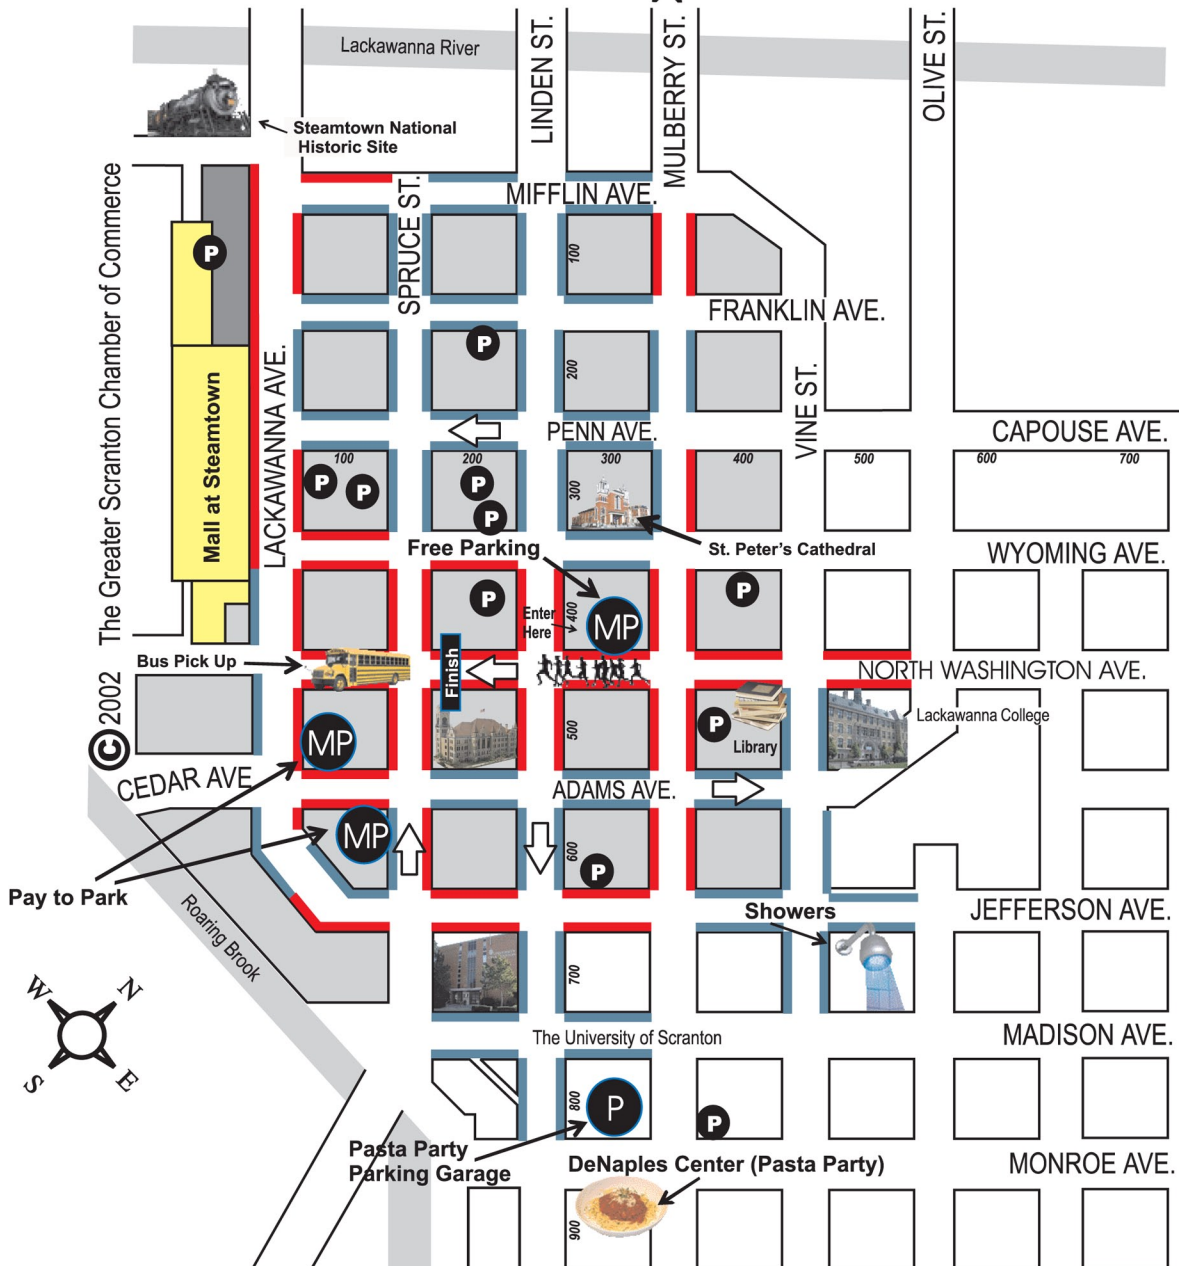 Lackawanna River
LINDEN ST.
MULBERRY ST.
OLIVE ST.
Steamtown National
Historic Site
SPRUCE ST.
MIFFLIN AVE.
The Greater Scranton Chamber of Commerce
P
100
FRANKLIN AVE.
P
200
LACKAWANNA AVE.
VINE ST.
Mall at Steamtown
PENN AVE.
CAPOUSE AVE.
100
200
300
400
500
600
700
P
P
P
P
300
Free Parking
St. Peter's Cathedral
WYOMING AVE.
P
Enter
Here
400
MP
P
Bus Pick Up
Finish
NORTH WASHINGTON AVE.
© 2002
MP
500
P
Library
Lackawanna College
CEDAR AVE
ADAMS AVE.
MP
600
P
Pay to Park
Roaring Brook
Showers
JEFFERSON AVE.
700
W
N
S
E
The University of Scranton
MADISON AVE.
800
P
P
Pasta Party
Parking Garage
DeNaples Center (Pasta Party)
MONROE AVE.
900